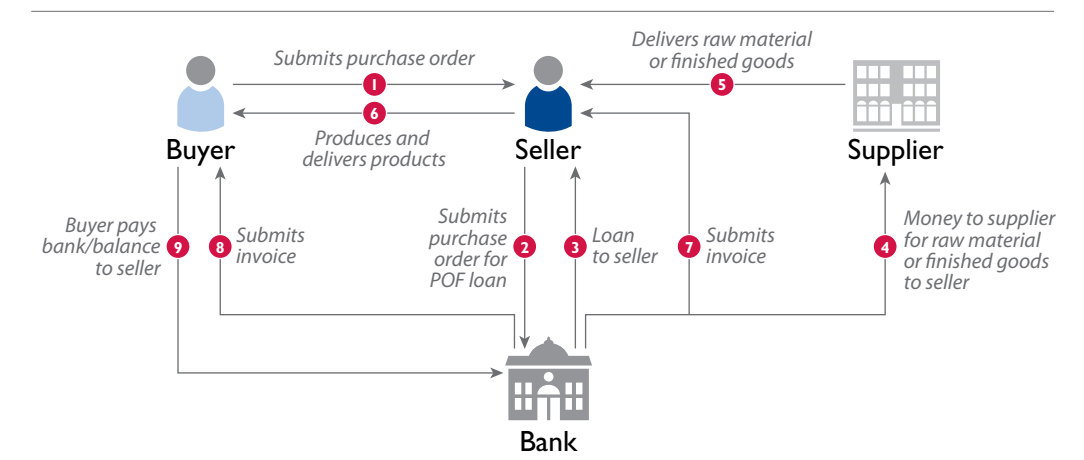 Submits purchase order
1
6
Produces and
delivers products
Delivers raw material
or finished goods
5
Buyer
Seller
Supplier
Buyer pays
bank/balance
to seller
9
8
Submits
invoice
Submits
purchase
order for
POF loan
2
3
Loan
to seller
7
Submits
invoice
4
Money to supplier
for raw material
or finished goods
to seller
Bank